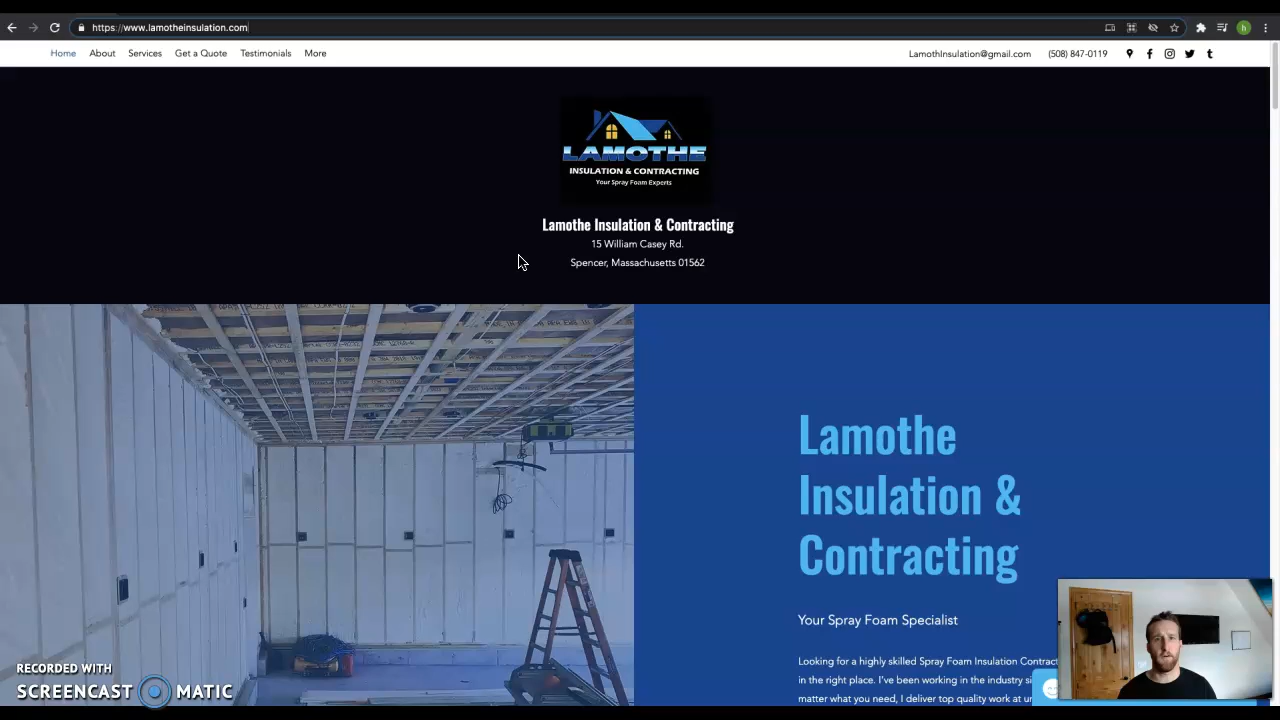 https://www.lamotheinsulation.com
Home About Services Get a Quote Testimonials More
LamothInsulation@gmail.com (508) 847-0119
h
LAMOTHE
INSULATION & CONTRACTING
Your Spray Foam Experts
Lamothe Insulation & Contracting
15 William Casey Rd.
Spencer, Massachusetts 01562
Lamothe
Insulation &
Contracting
Your Spray Foam Specialist
Looking for a highly skilled Spray Foam Insulation Contract
in the right place. I've been working in the industry si
matter what you need, I deliver top quality work at
RECORDED WITH
SCREENCAST MATIC